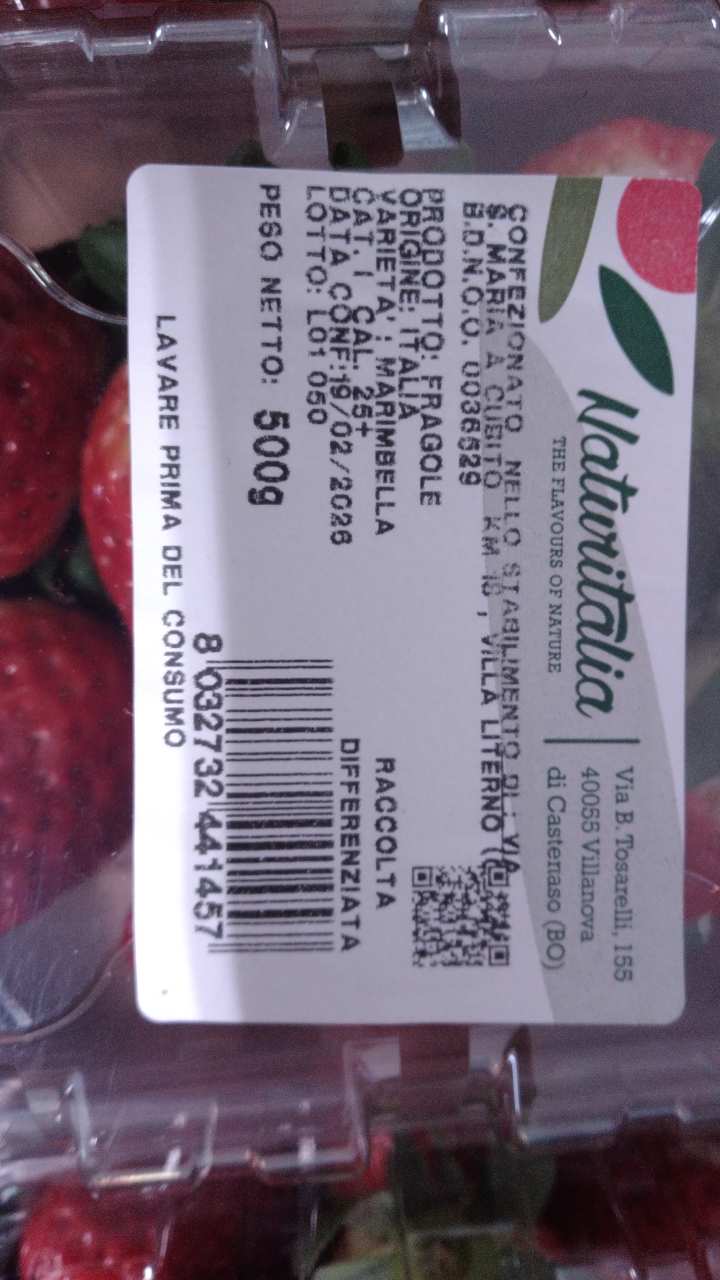 Naturitalia
THE FLAVOURS OF NATURE
Via B. Tosarelli, 155
40055 Villanova
di Castenaso (BO)
CONFEZIONATO NELLO STABILIMENTO DI : VIA
S. MARIA A CUBITO KM 18 , VILLA LITERNO (
B.D.N.O.O. 0036529
PRODOTTO: FRAGOLE
ORIGINE: ITALIA
VARIETA': MARIMBELLA
CAT. I CAL. 25+
DATA CONF:19/02/2026
LOTTO: L01 050
PESO NETTO: 500g
RACCOLTA
DIFFERENZIATA
8 032732 441457
LAVARE PRIMA DEL CONSUMO